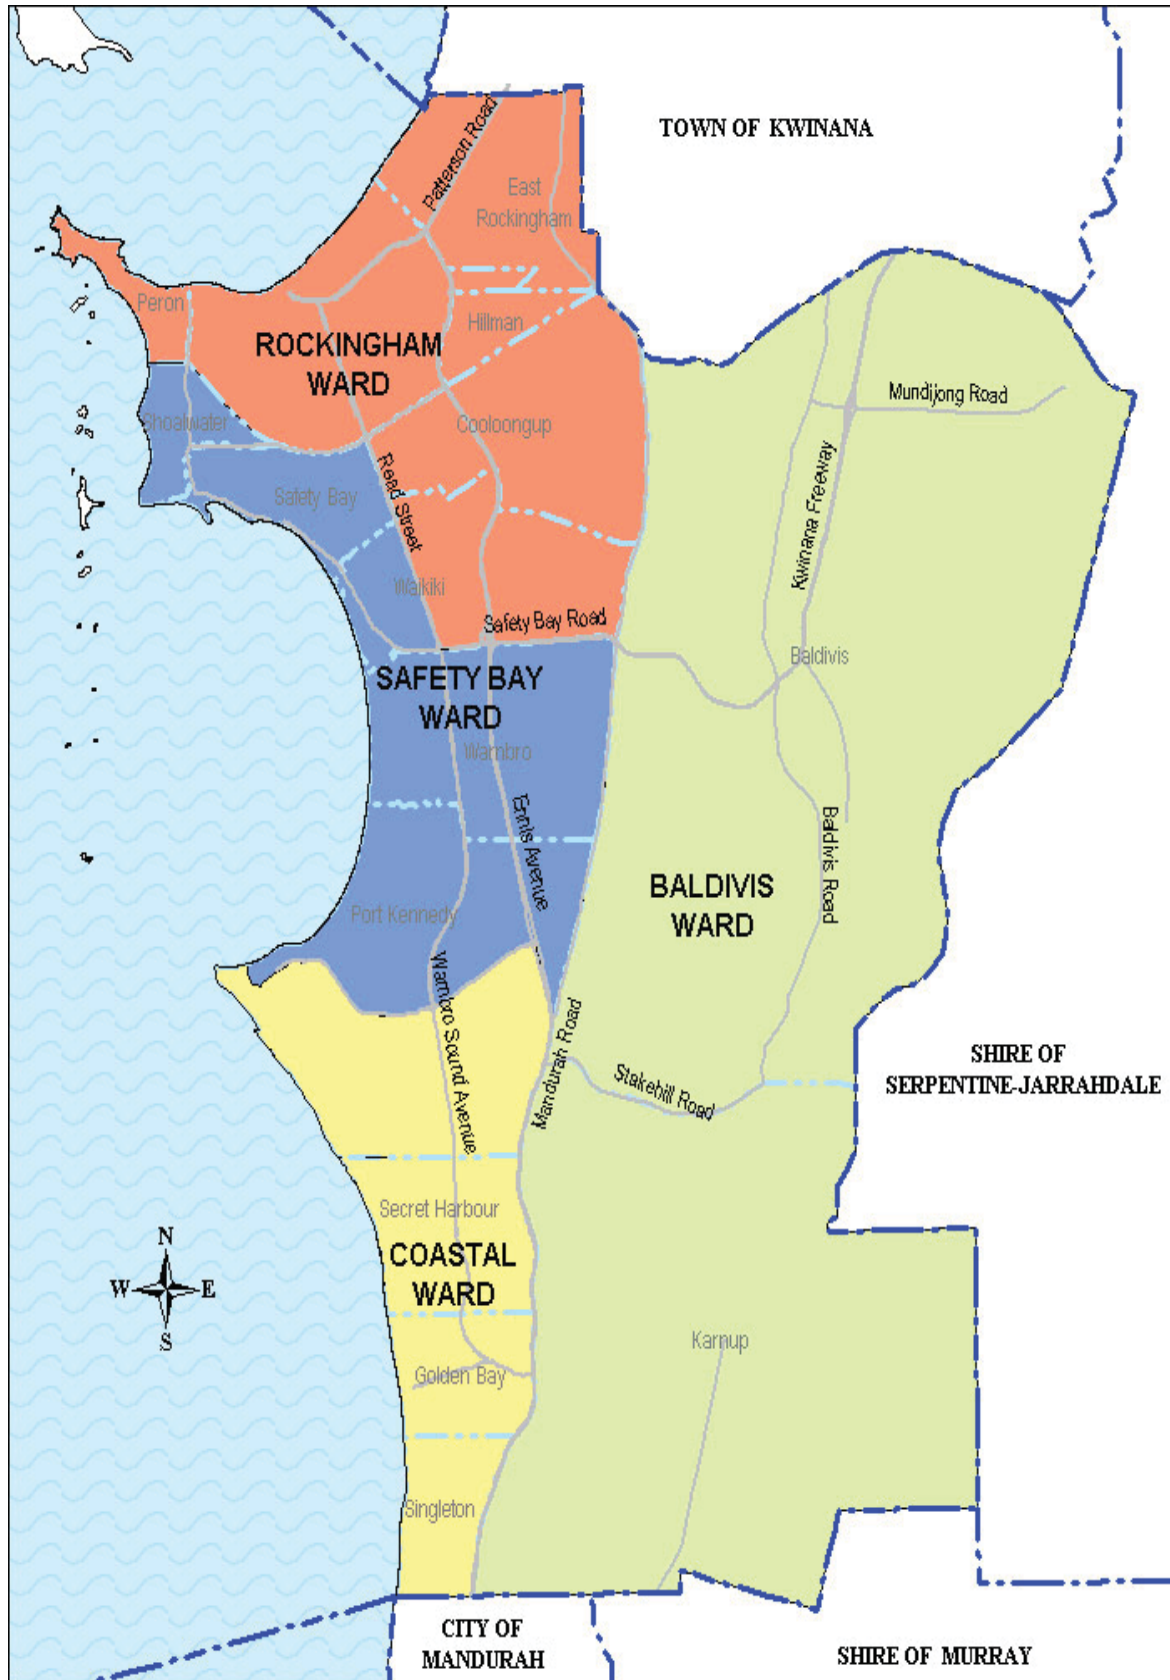 TOWN OF KWINANA
Patterson Road
East
Rockingham
Peron
Hillman
ROCKINGHAM
WARD
Mundijong Road
Shoalwater
Cooloongup
Read Street
Safety Bay
Kwinana Freeway
Waikiki
Safety Bay Road
Baldivis
SAFETY BAY
WARD
Wambro
Ennis Avenue
Baldivis Road
BALDIVIS
WARD
Port Kennedy
Wambro Sound Avenue
Mandurah Road
SHIRE OF
SERPENTINE-JARRAHDALE
Stakehill Road
Secret Harbour
N
W E
S
COASTAL
WARD
Karnup
Golden Bay
Singleton
CITY OF
MANDURAH
SHIRE OF MURRAY